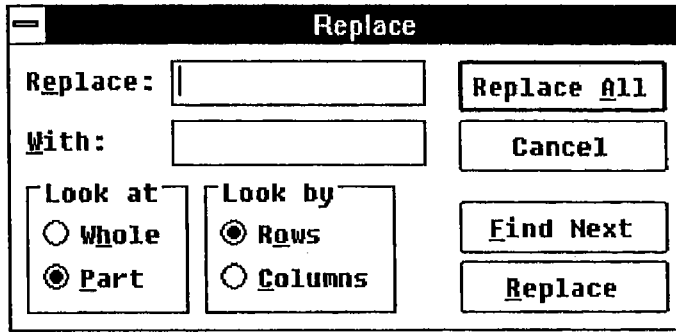 Replace
Replace:
Replace All
With:
Cancel
Look at
Look by
Whole
Rows
Find Next
Part
Columns
Replace